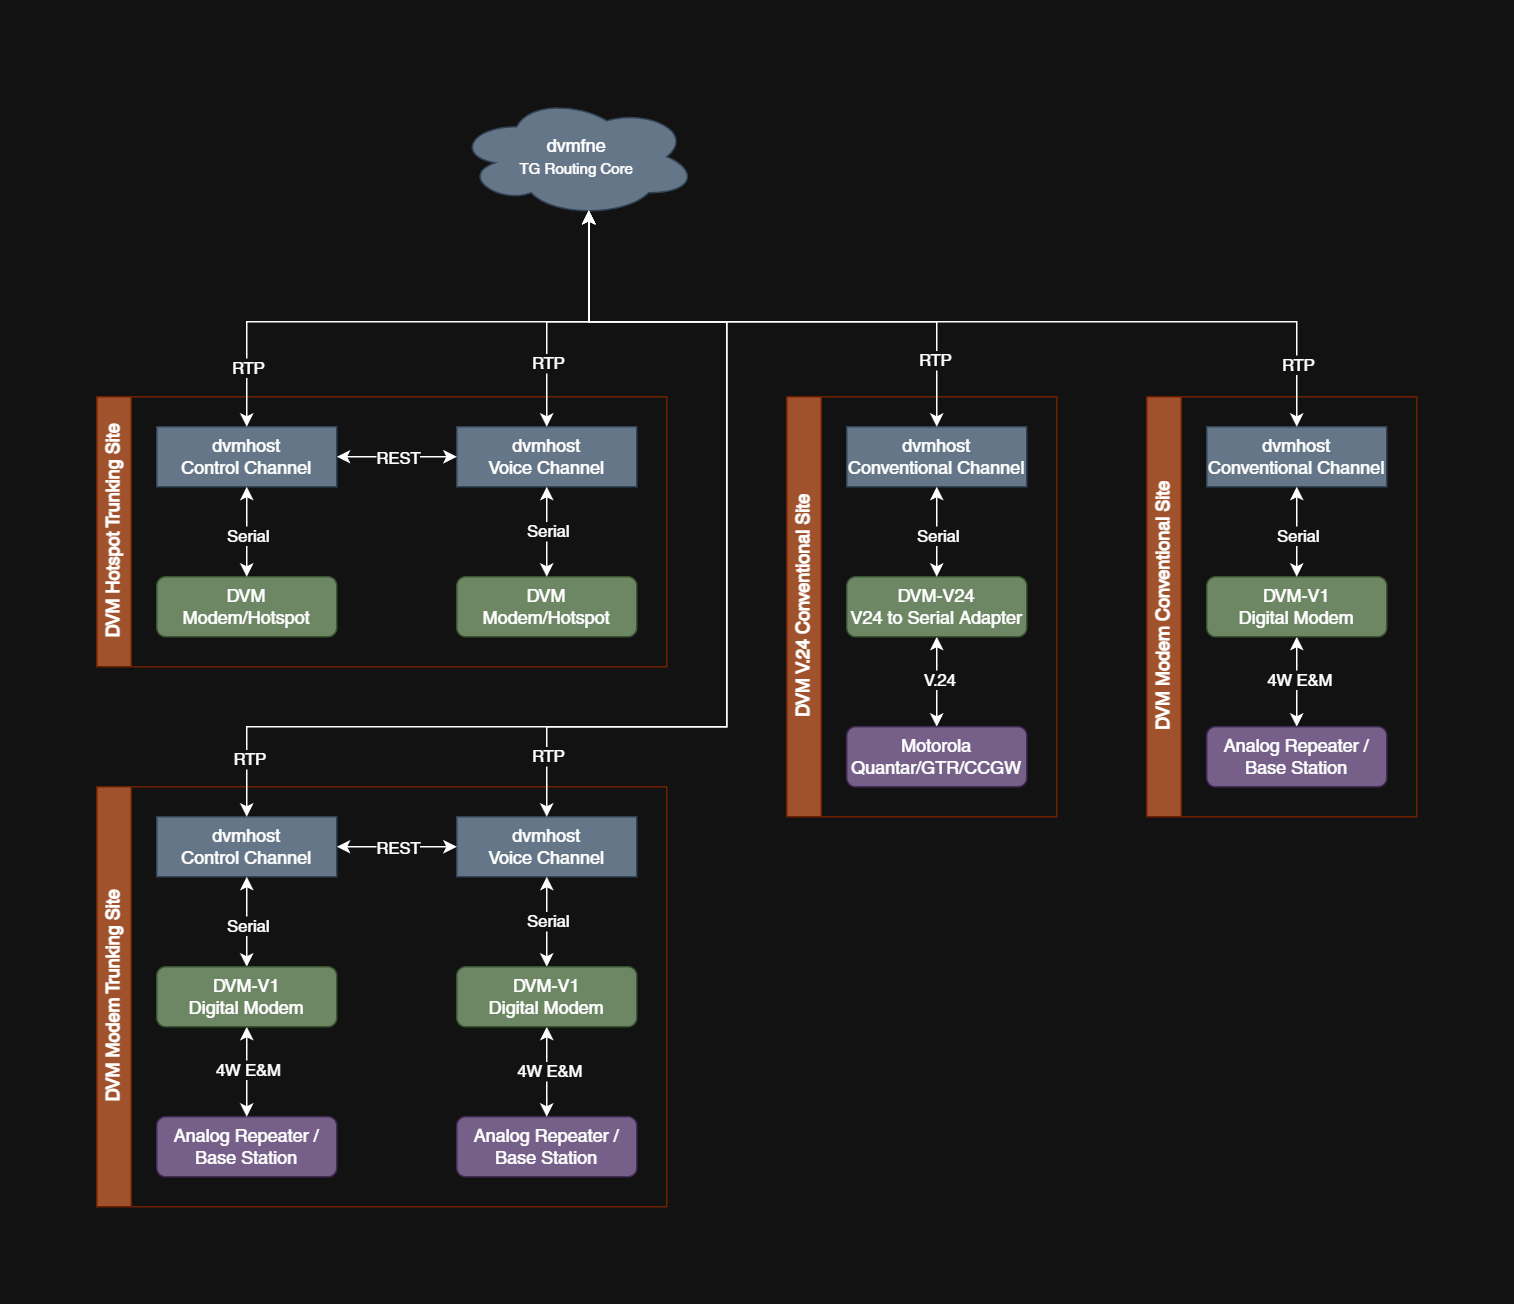 dvmfne
TG Routing Core
RTP
RTP
RTP
RTP
DVM Hotspot Trunking Site
dvmhost
Control Channel
REST
dvmhost
Voice Channel
Serial
Serial
DVM
Modem/Hotspot
DVM
Modem/Hotspot
DVM V.24 Conventional Site
dvmhost
Conventional Channel
Serial
DVM-V24
V24 to Serial Adapter
V.24
Motorola
Quantar/GTR/CCGW
DVM Modem Conventional Site
dvmhost
Conventional Channel
Serial
DVM-V1
Digital Modem
4W E&M
Analog Repeater /
Base Station
RTP
RTP
DVM Modem Trunking Site
dvmhost
Control Channel
REST
dvmhost
Voice Channel
Serial
Serial
DVM-V1
Digital Modem
DVM-V1
Digital Modem
4W E&M
4W E&M
Analog Repeater /
Base Station
Analog Repeater /
Base Station